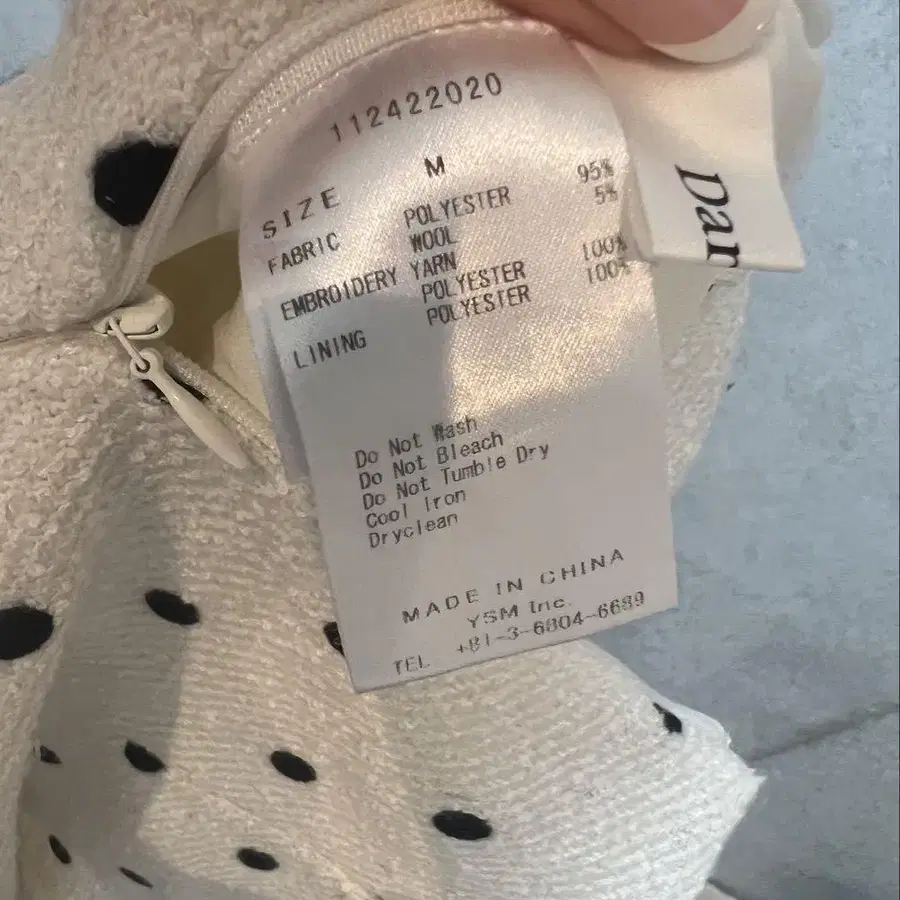 112422020
SIZE M
FABRIC POLYESTER 95%
WOOL 5%
EMBROIDERY YARN
POLYESTER 100%
LINING POLYESTER 100%
Do Not Wash
Do Not Bleach
Do Not Tumble Dry
Cool Iron
Dryclean
MADE IN CHINA
YSM Inc.
TEL +81-3-6804-6689
Dar